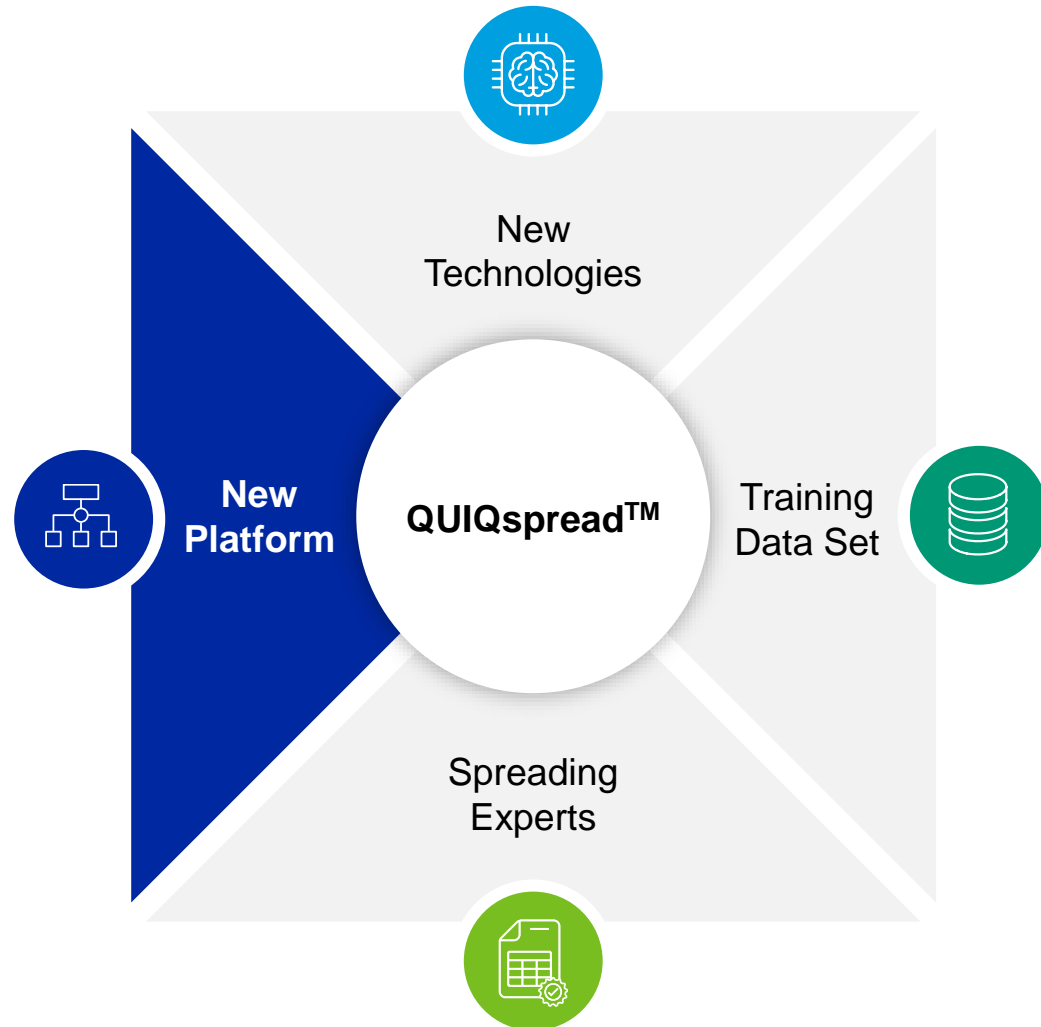 New
Technologies
New
Platform
QUIQspread™
Training
Data Set
Spreading
Experts